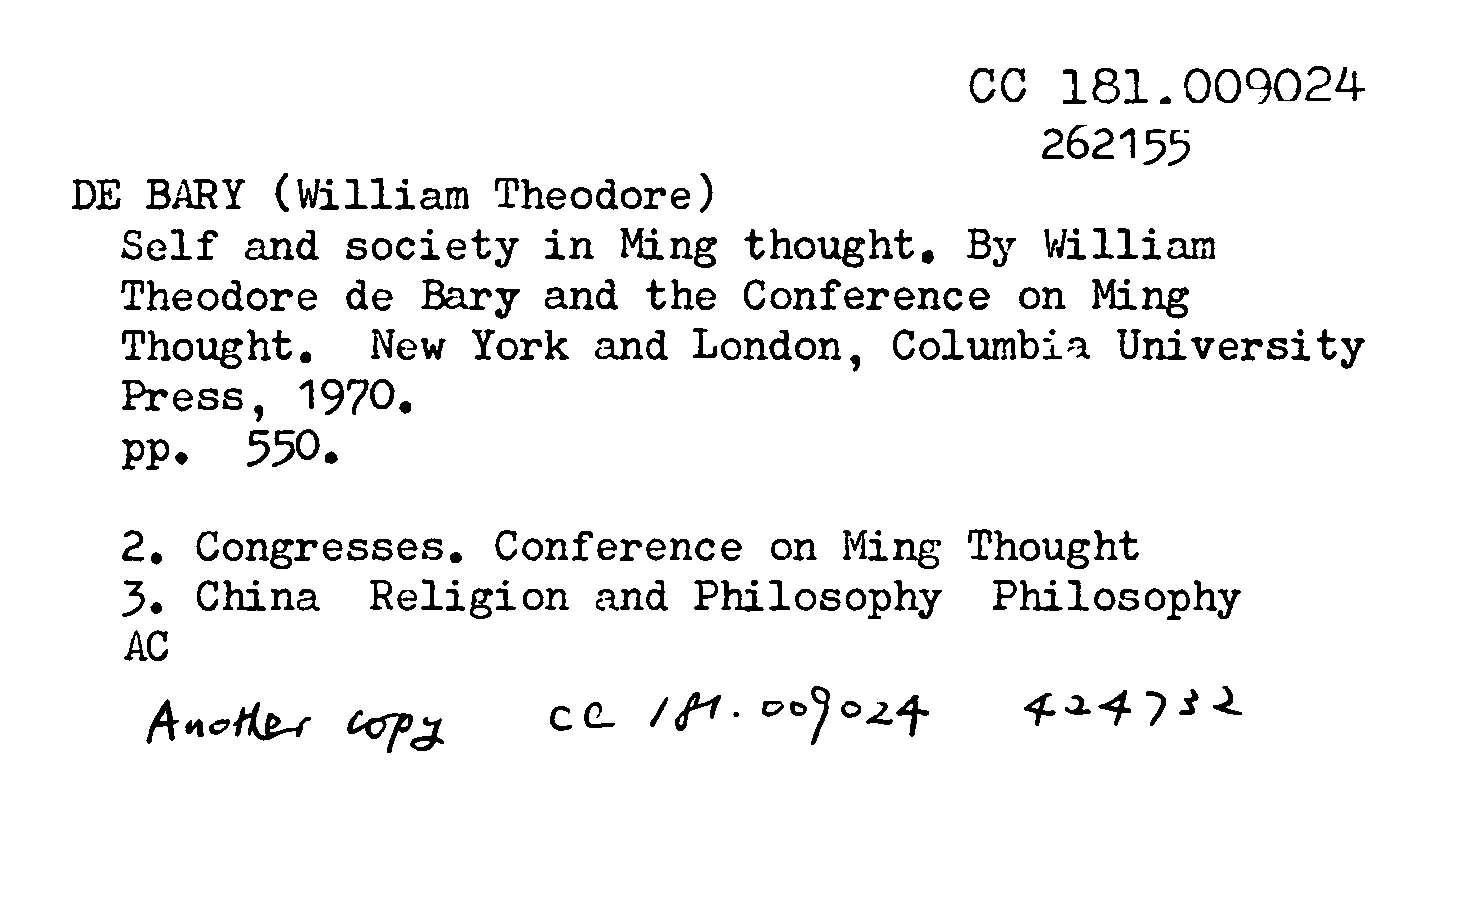 CC 181.009024
262155
DE BARY (William Theodore)
Self and society in Ming thought. By William
Theodore de Bary and the Conference on Ming
Thought. New York and London, Columbia University
Press, 1970.
pp. 550.
2. Congresses. Conference on Ming Thought
3. China Religion and Philosophy Philosophy
AC
Another copy CC 181.009024 424732